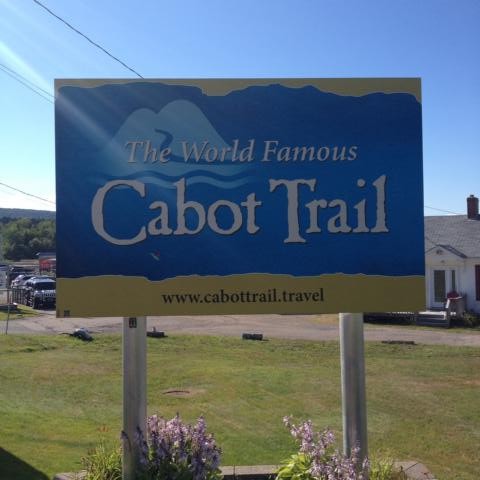 The World Famous
Cabot Trail
www.cabottrail.travel